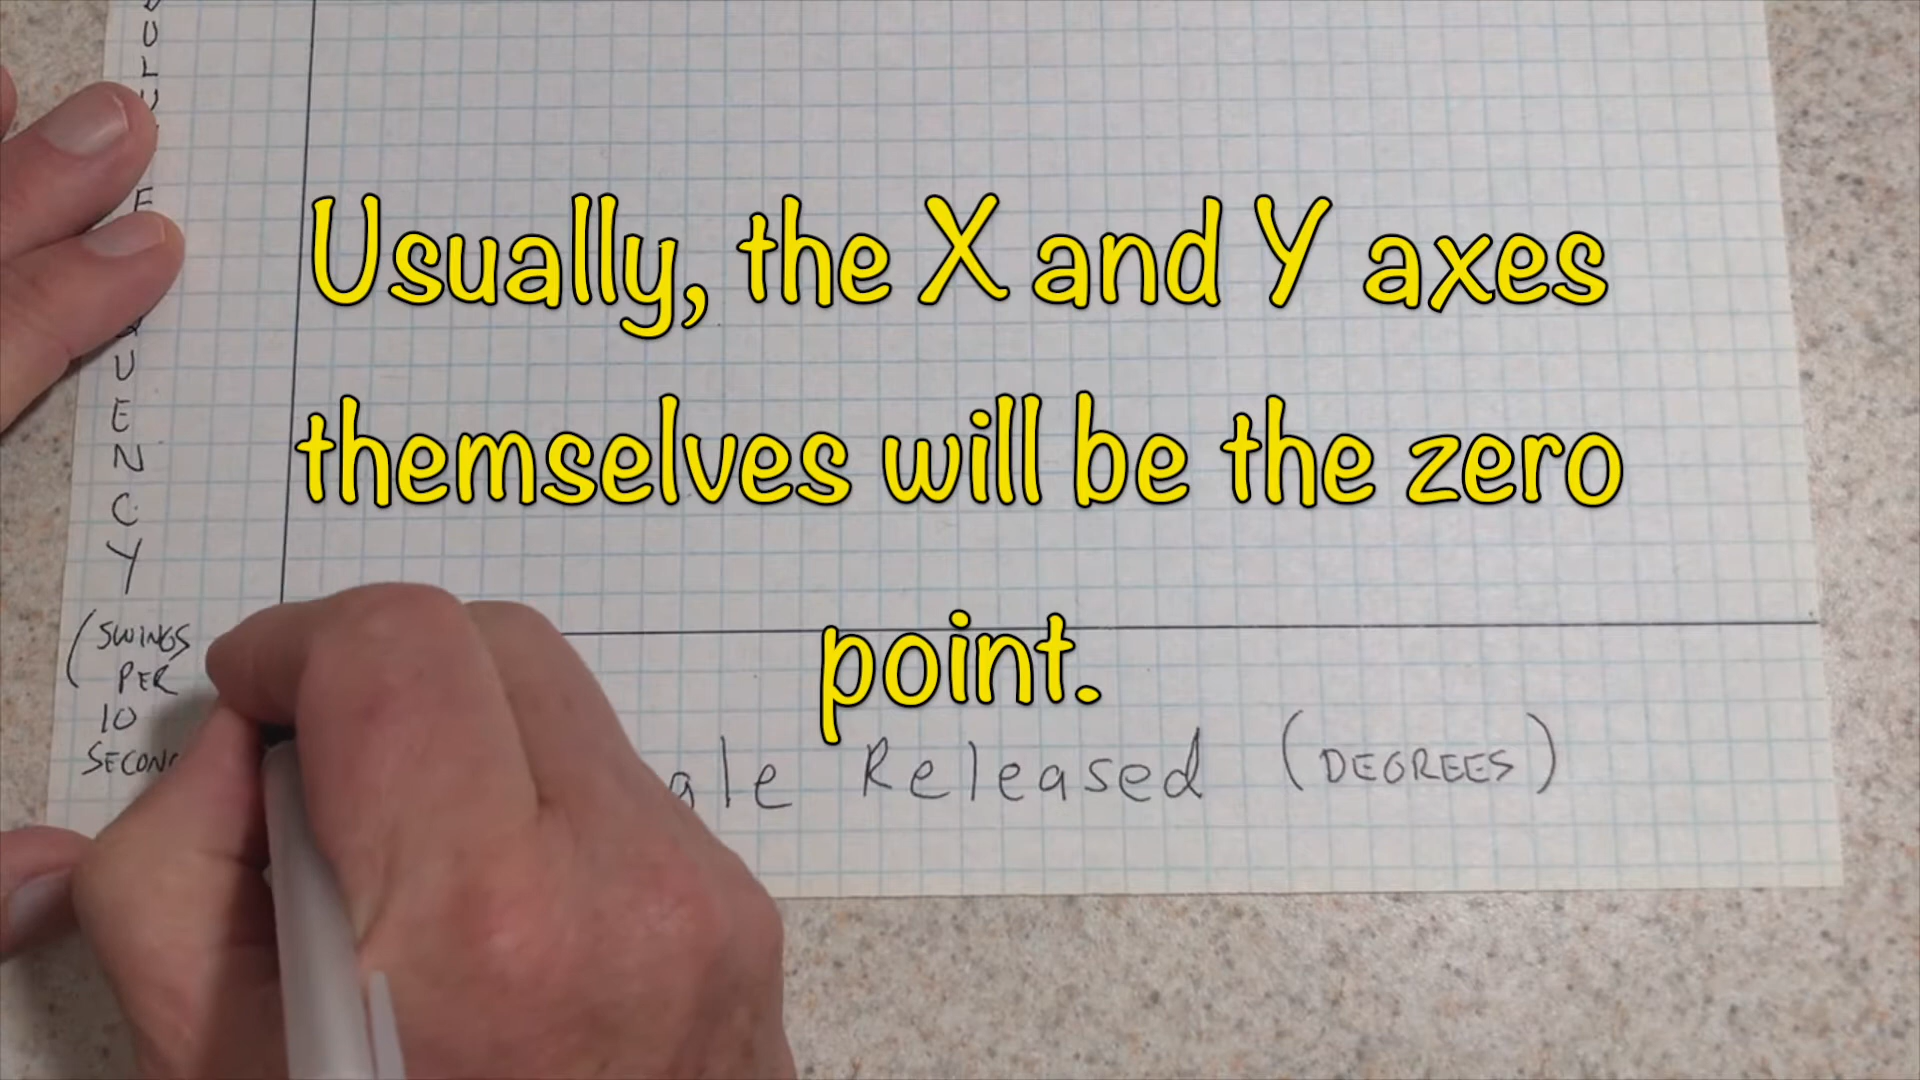 Usually, the X and Y axes
themselves will be the zero
point.
U
L
U
E
N
C
Y
(SWINGS
PER
10
Released (DEGREES)